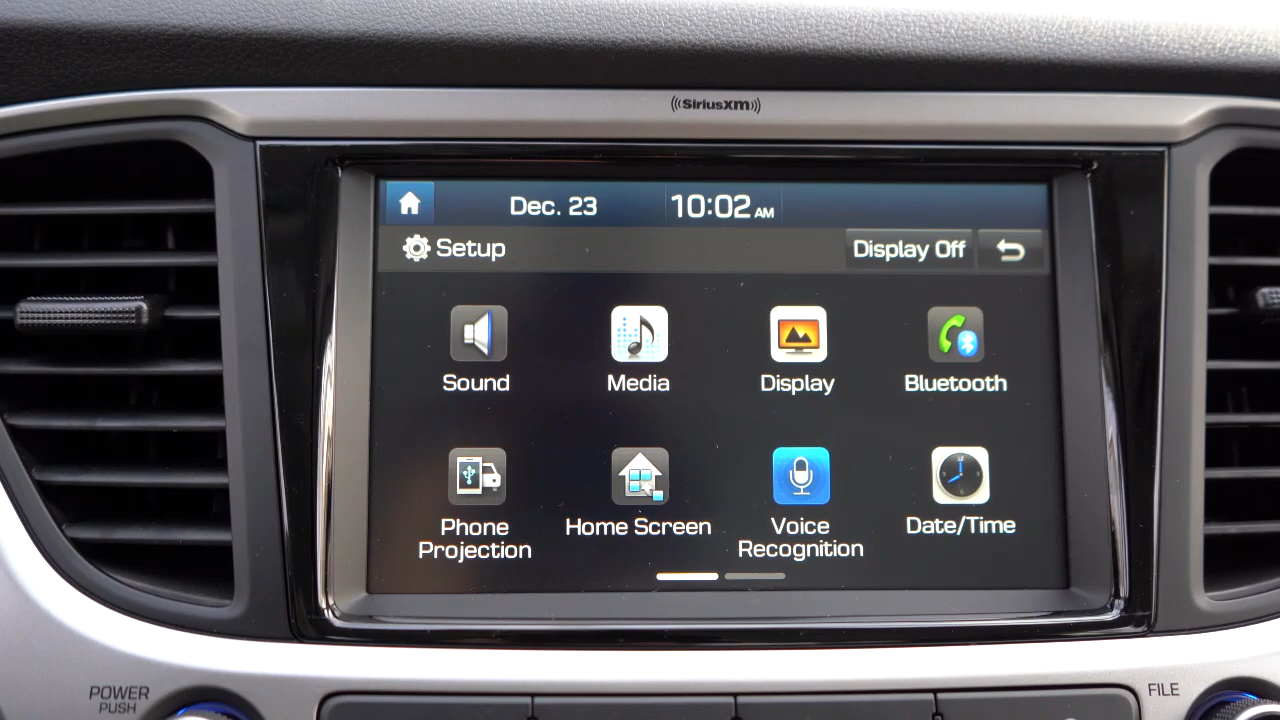 ((SiriusXM))
Dec. 23
10:02 AM
Setup
Display Off
Sound
Media
Display
Bluetooth
Phone
Projection
Home Screen
Voice
Recognition
Date/Time
POWER
PUSH
FILE